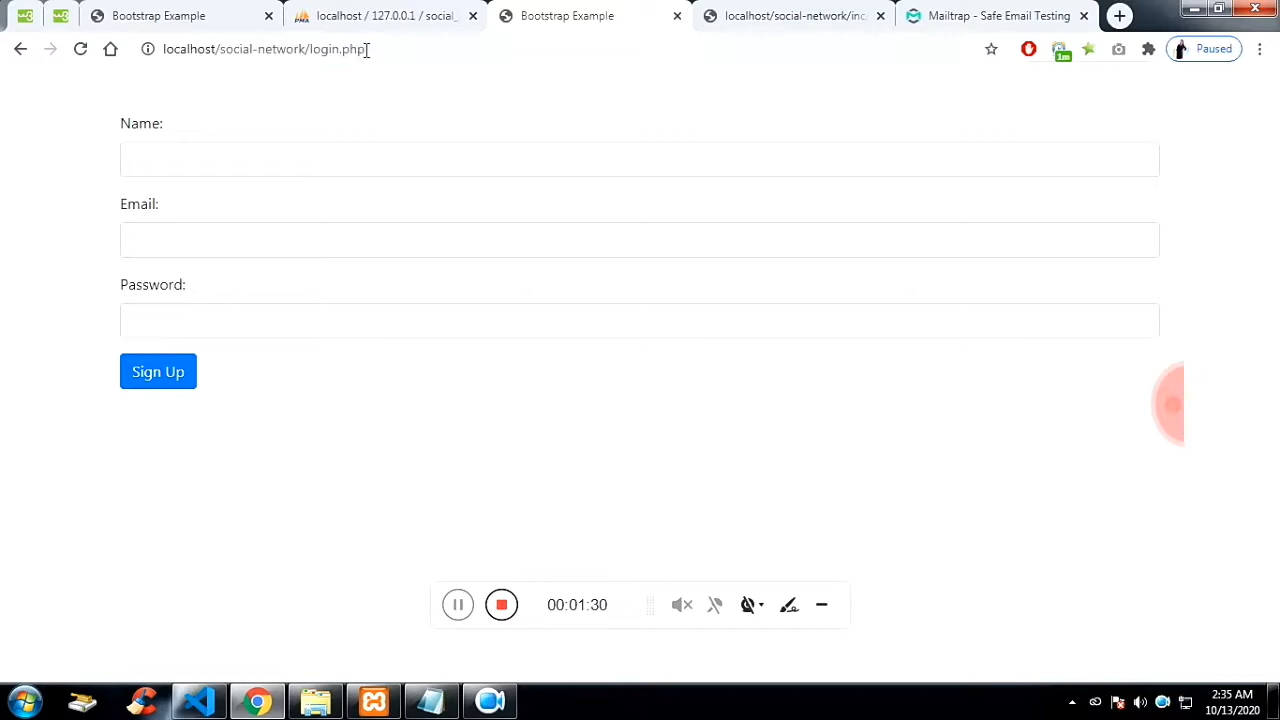 Bootstrap Example
localhost / 127.0.0.1 / social_
Bootstrap Example
localhost/social-network/inc
Mailtrap - Safe Email Testing
localhost/social-network/login.php
1m
Paused
Name:
Email:
Password:
Sign Up
00:01:30
2:35 AM
10/13/2020